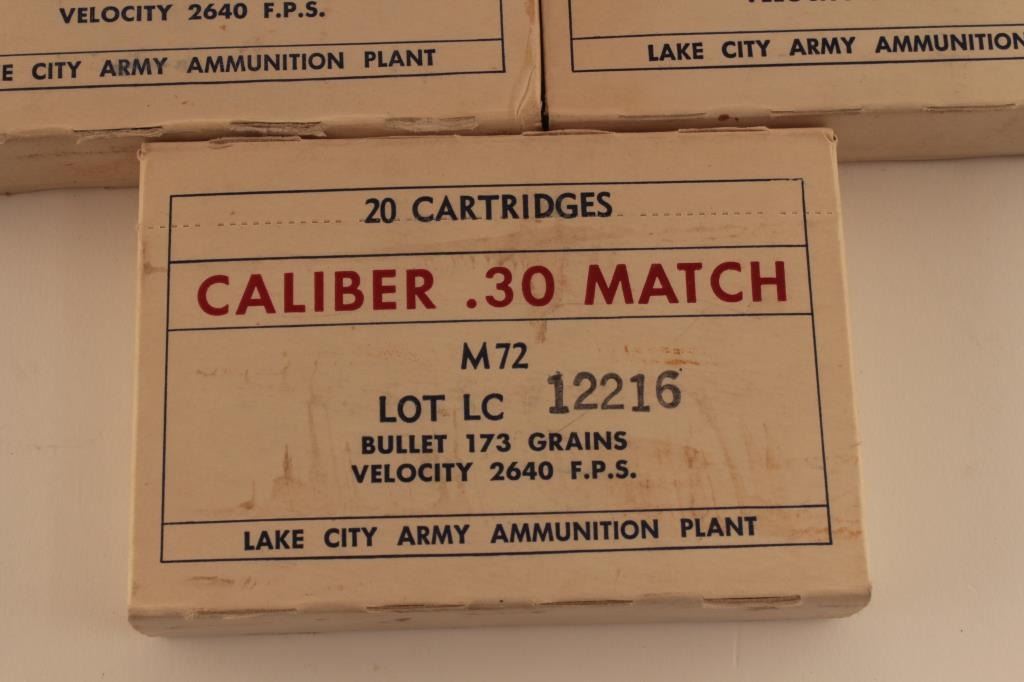 VELOCITY 2640 F.P.S.
E CITY ARMY AMMUNITION PLANT
LAKE CITY ARMY AMMUNITION
20 CARTRIDGES
CALIBER .30 MATCH
M72
LOT LC 12216
BULLET 173 GRAINS
VELOCITY 2640 F.P.S.
LAKE CITY ARMY AMMUNITION PLANT